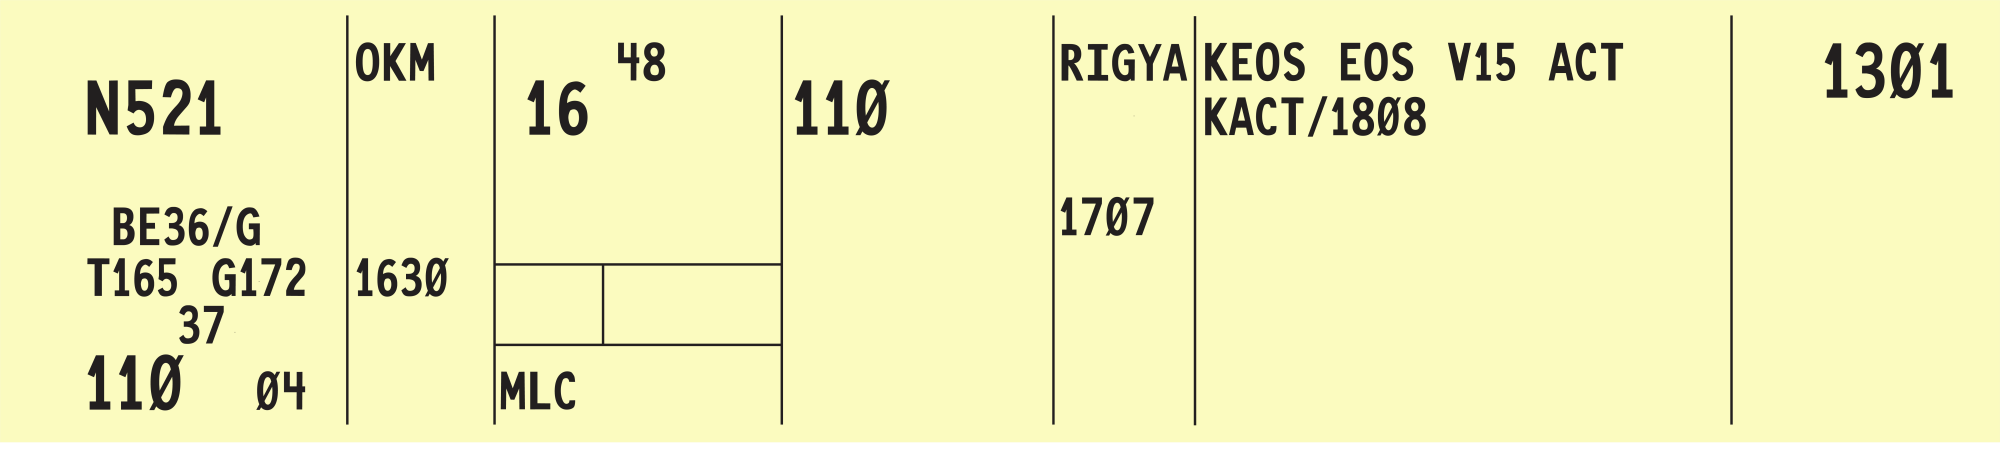 N521
BE36/G
T165 G172
37
11Ø Ø4
OKM
163Ø
48
16
MLC
11Ø
RIGYA
17Ø7
KEOS EOS V15 ACT
KACT/18Ø8
13Ø1